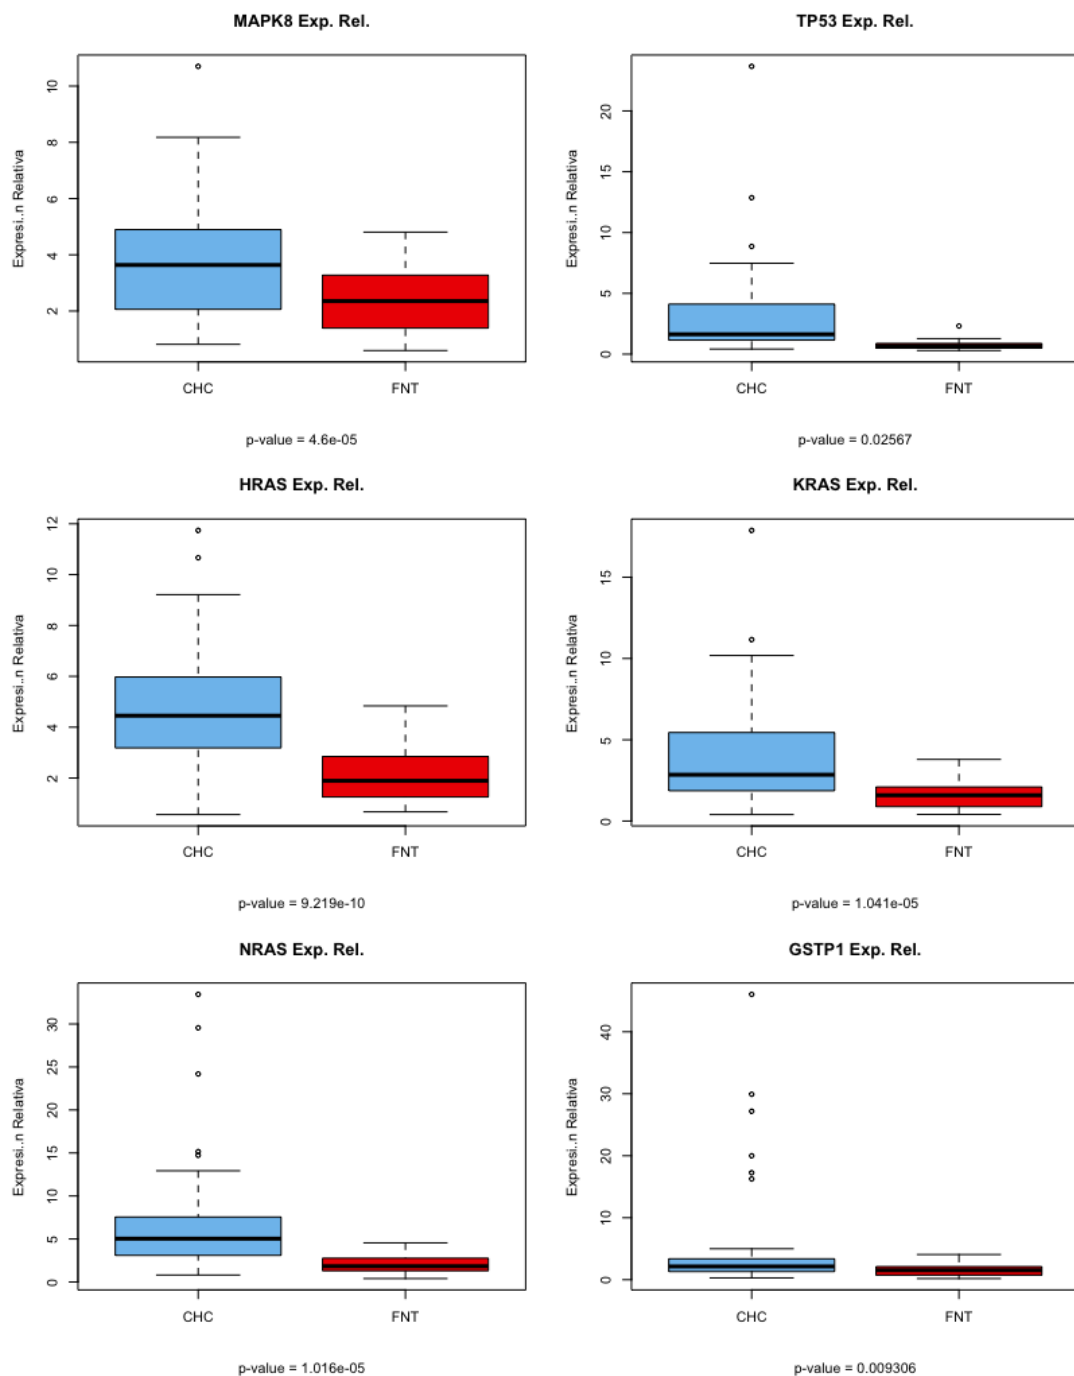 MAPK8 Exp. Rel.
Expresi..n Relativa
10
8
6
4
2
CHC
FNT
p-value = 4.6e-05
TP53 Exp. Rel.
Expresi..n Relativa
20
15
10
5
0
CHC
FNT
p-value = 0.02567
HRAS Exp. Rel.
Expresi..n Relativa
12
10
8
6
4
2
CHC
FNT
p-value = 9.219e-10
KRAS Exp. Rel.
Expresi..n Relativa
15
10
5
0
CHC
FNT
p-value = 1.041e-05
NRAS Exp. Rel.
Expresi..n Relativa
30
25
20
15
10
5
0
CHC
FNT
p-value = 1.016e-05
GSTP1 Exp. Rel.
Expresi..n Relativa
40
30
20
10
0
CHC
FNT
p-value = 0.009306